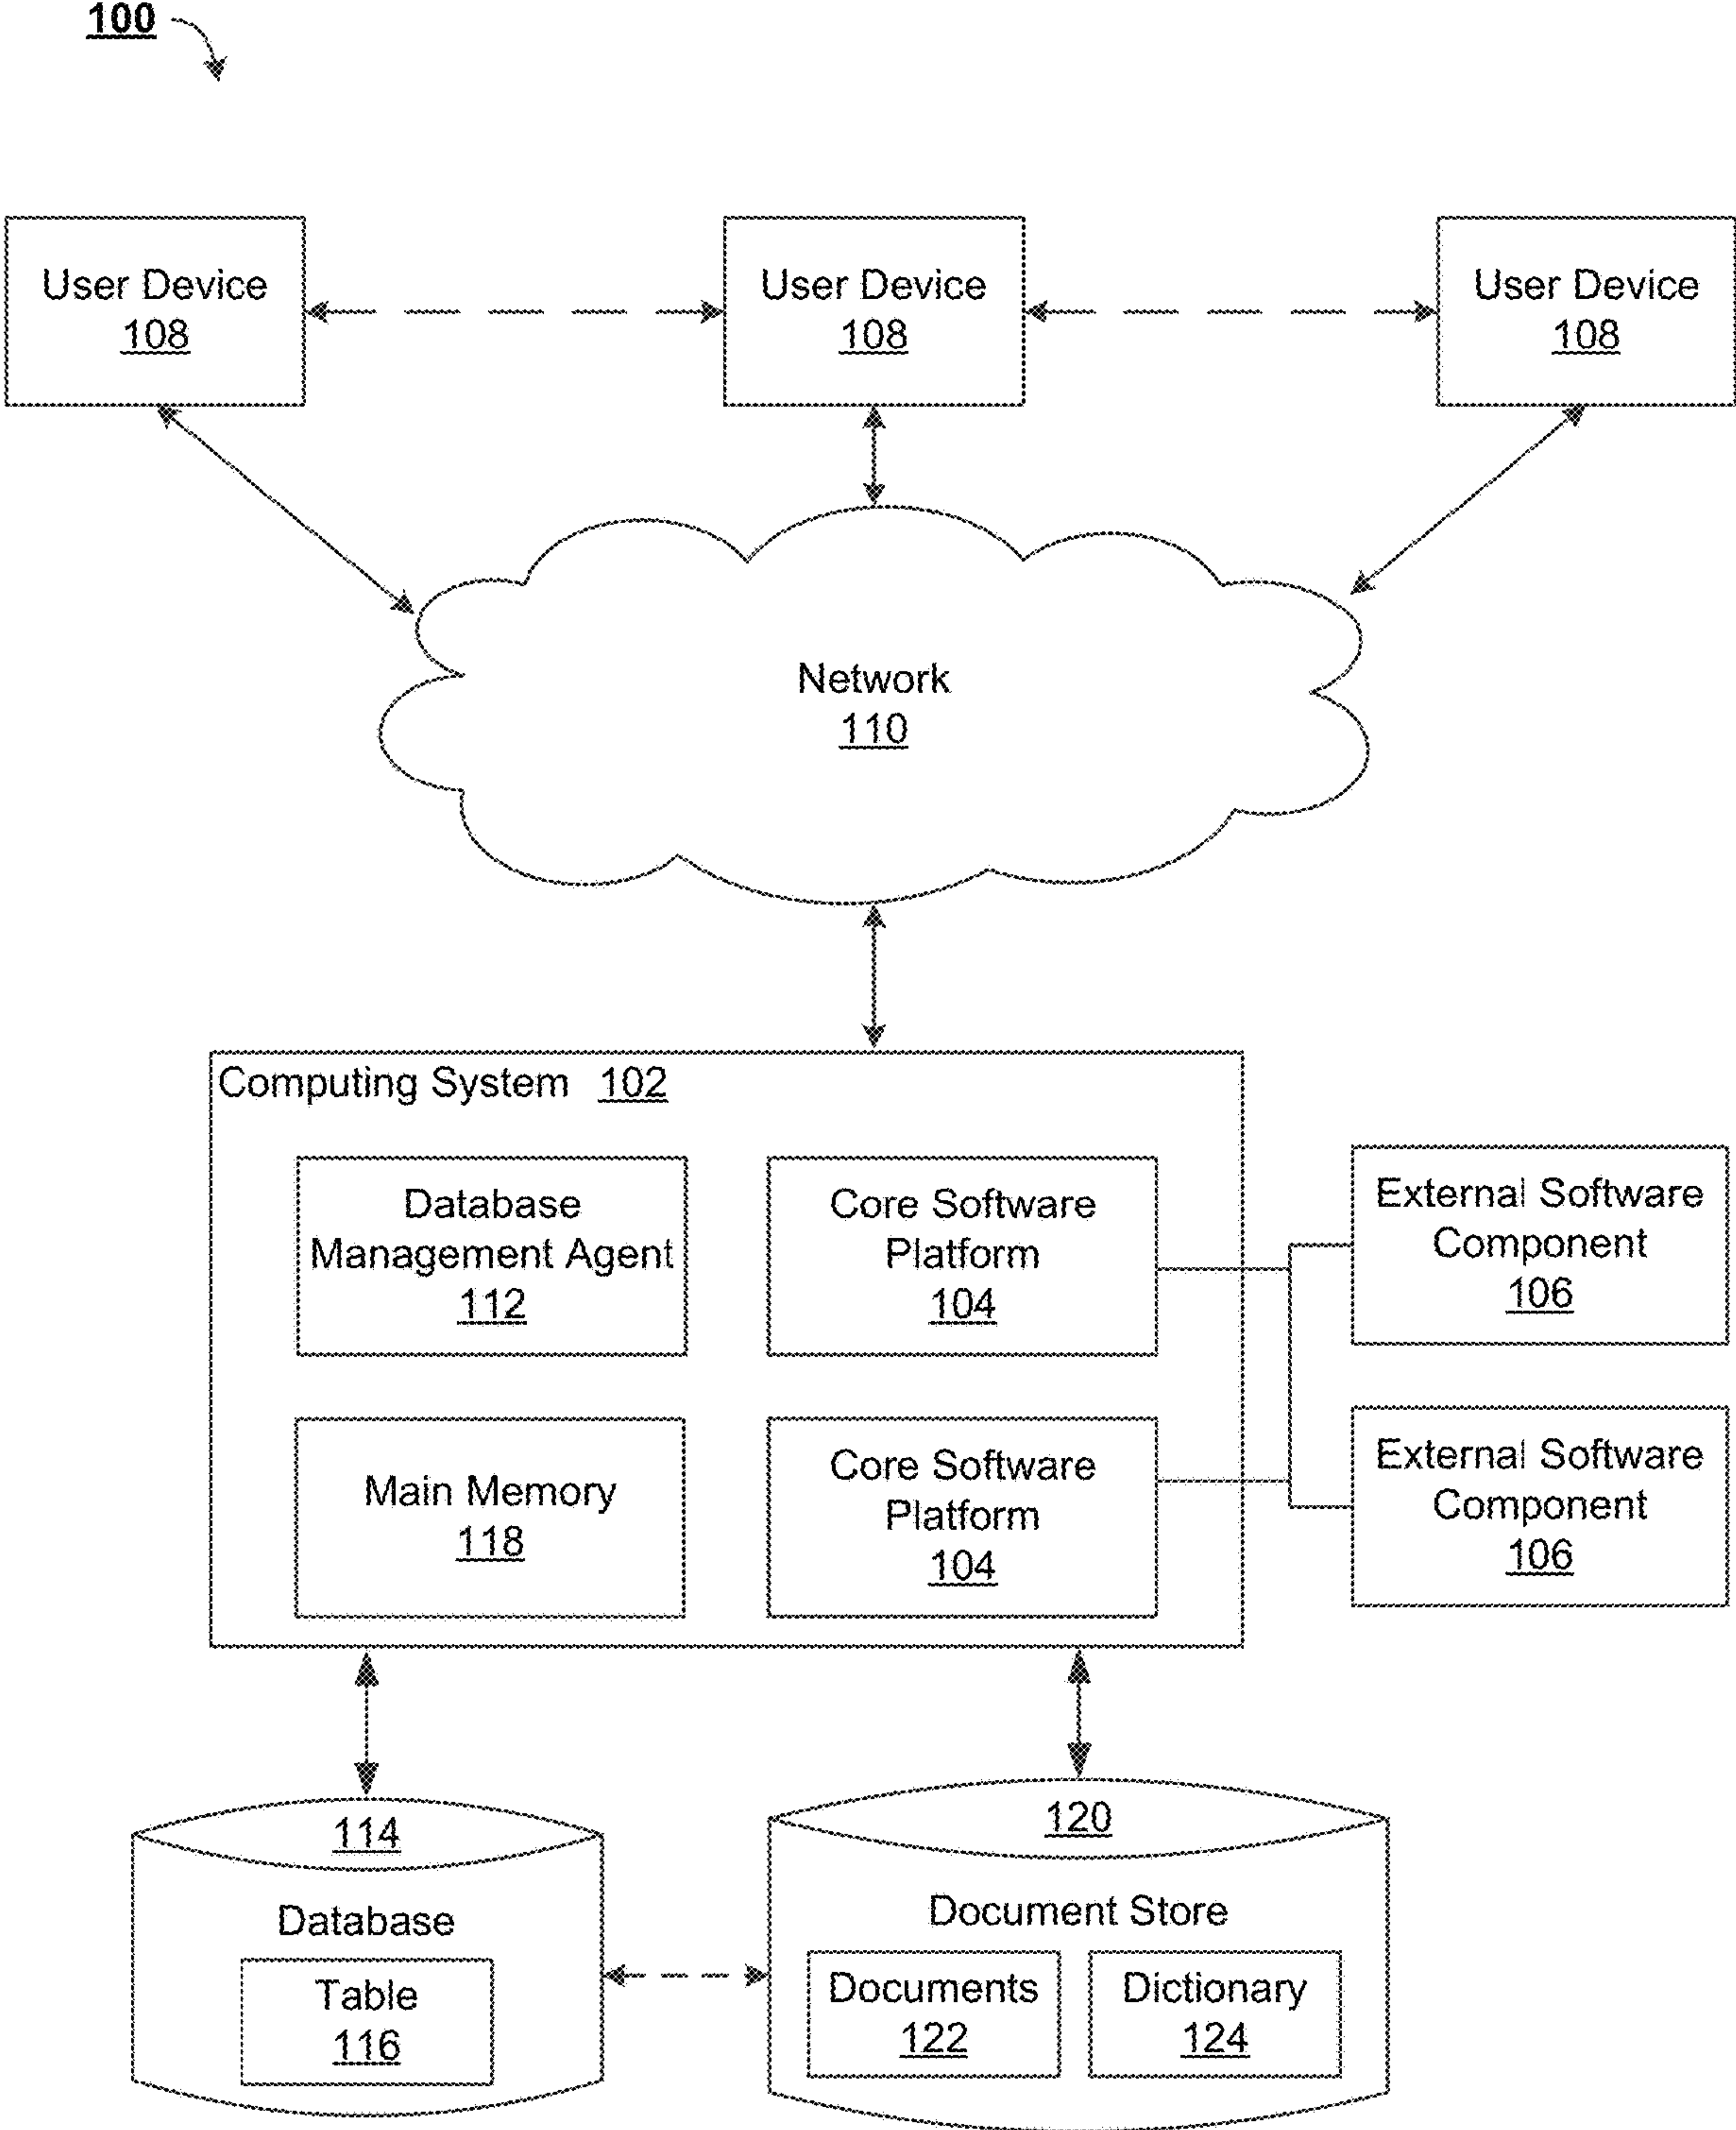 100
User Device
108
User Device
108
User Device
108
Network
110
Computing System 102
Database
Management Agent
112
Core Software
Platform
104
External Software
Component
106
Main Memory
118
Core Software
Platform
104
External Software
Component
106
114
Database
Table
116
120
Document Store
Documents
122
Dictionary
124